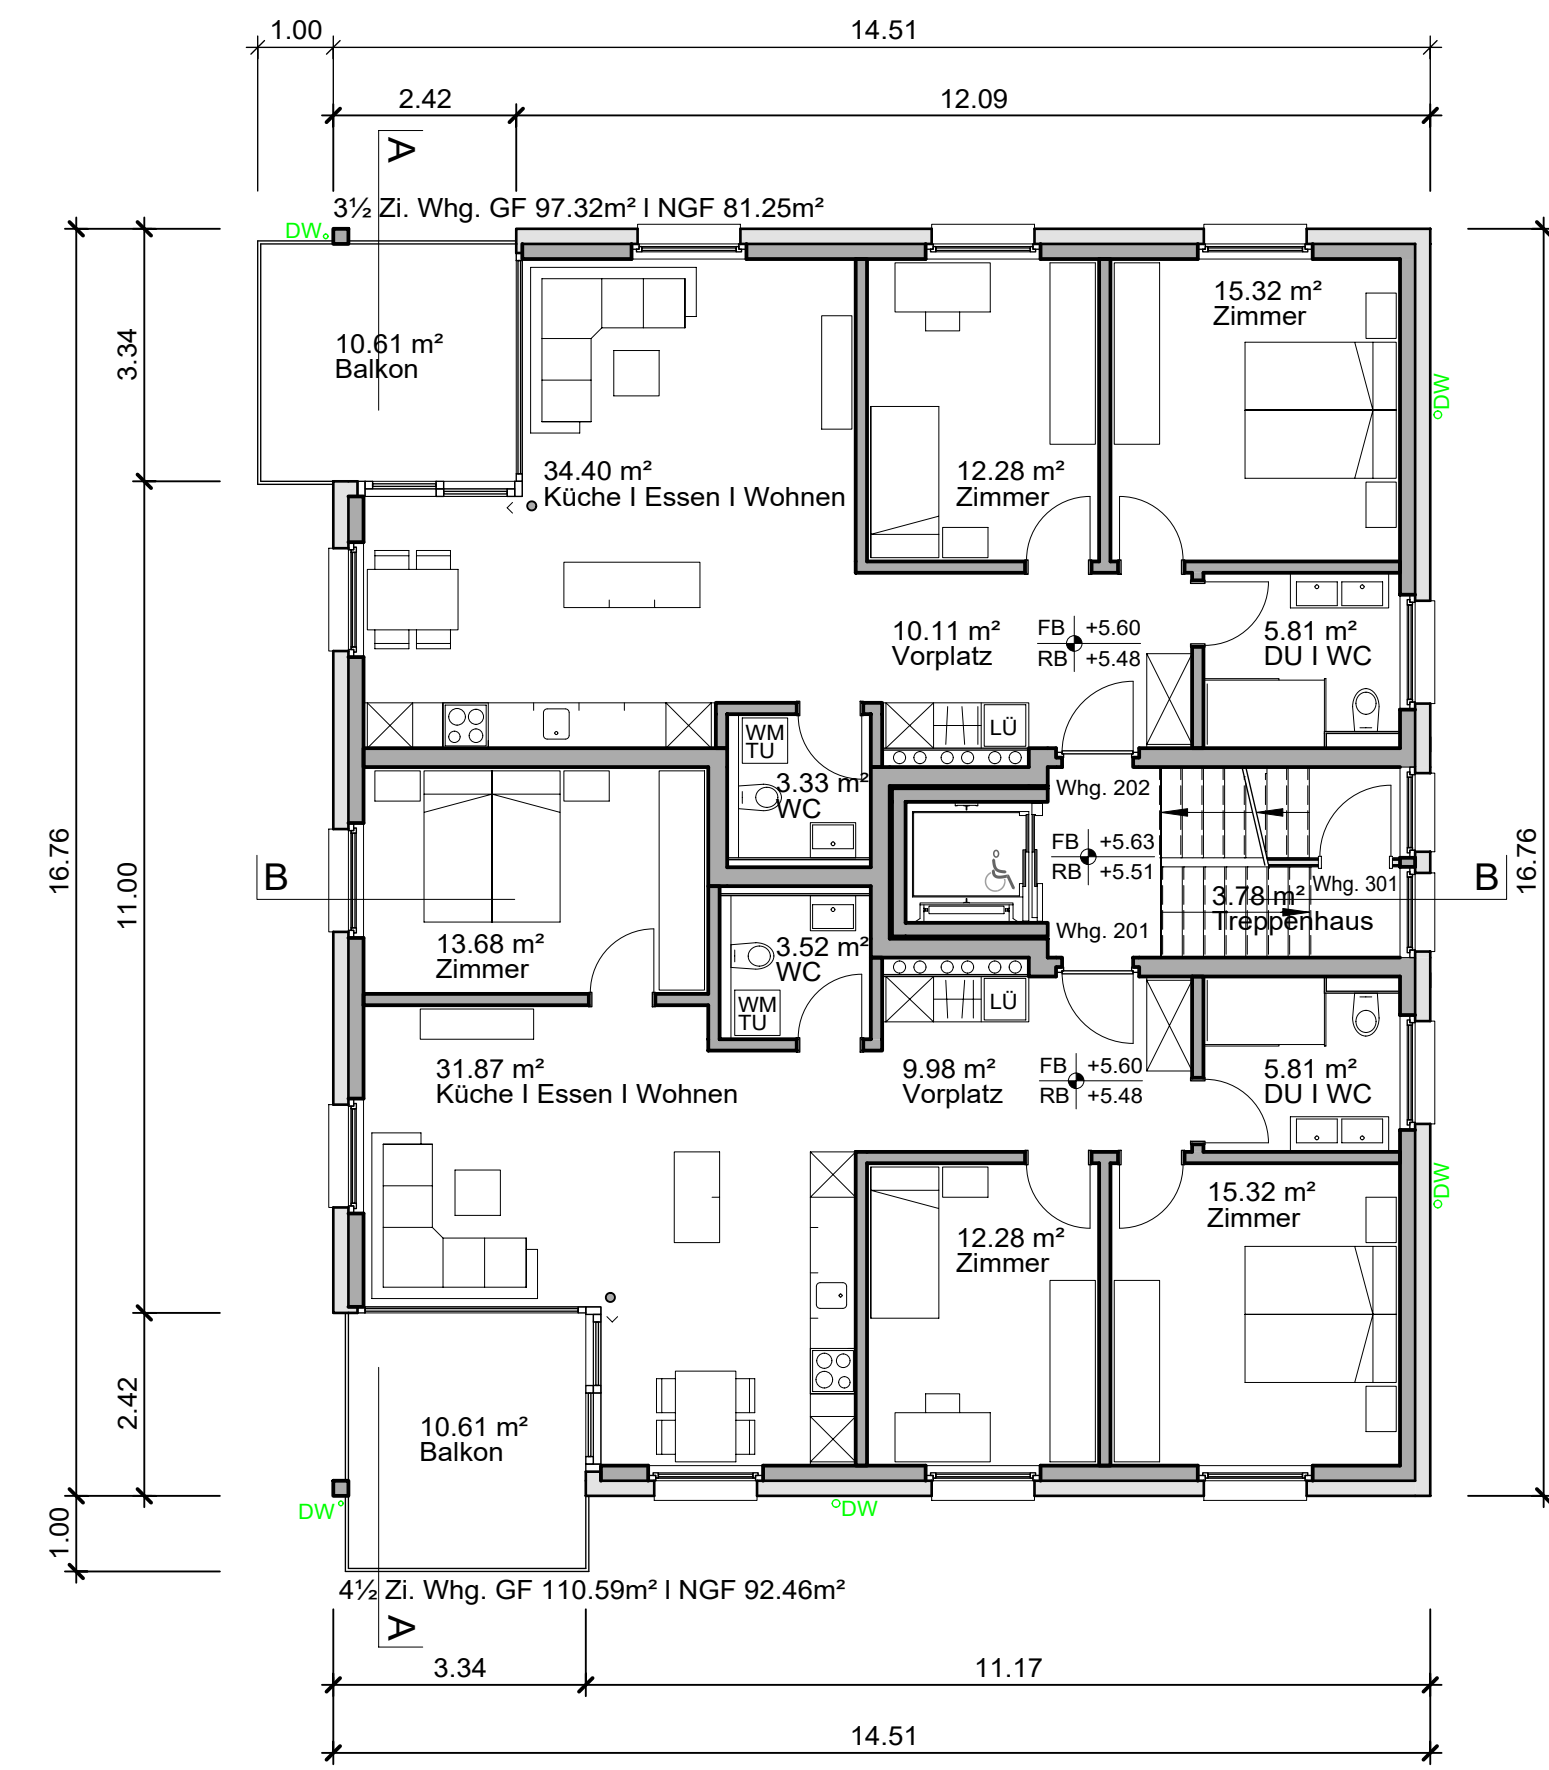 1.00
14.51
2.42
12.09
A
3½ Zi. Whg. GF 97.32m² I NGF 81.25m²
DW
10.61 m²
Balkon
3.34
15.32 m²
Zimmer
DW
34.40 m²
Küche I Essen I Wohnen
12.28 m²
Zimmer
10.11 m²
Vorplatz
FB +5.60
RB +5.48
5.81 m²
DU I WC
WM
TU
LÜ
3.33 m²
WC
Whg. 202
16.76
11.00
B
FB +5.63
RB +5.51
Whg. 301
3.78 m²
Treppenhaus
B
16.76
13.68 m²
Zimmer
3.52 m²
WC
Whg. 201
WM
TU
LÜ
31.87 m²
Küche I Essen I Wohnen
9.98 m²
Vorplatz
FB +5.60
RB +5.48
5.81 m²
DU I WC
DW
15.32 m²
Zimmer
12.28 m²
Zimmer
2.42
10.61 m²
Balkon
DW
DW
1.00
4½ Zi. Whg. GF 110.59m² I NGF 92.46m²
A
3.34
11.17
14.51